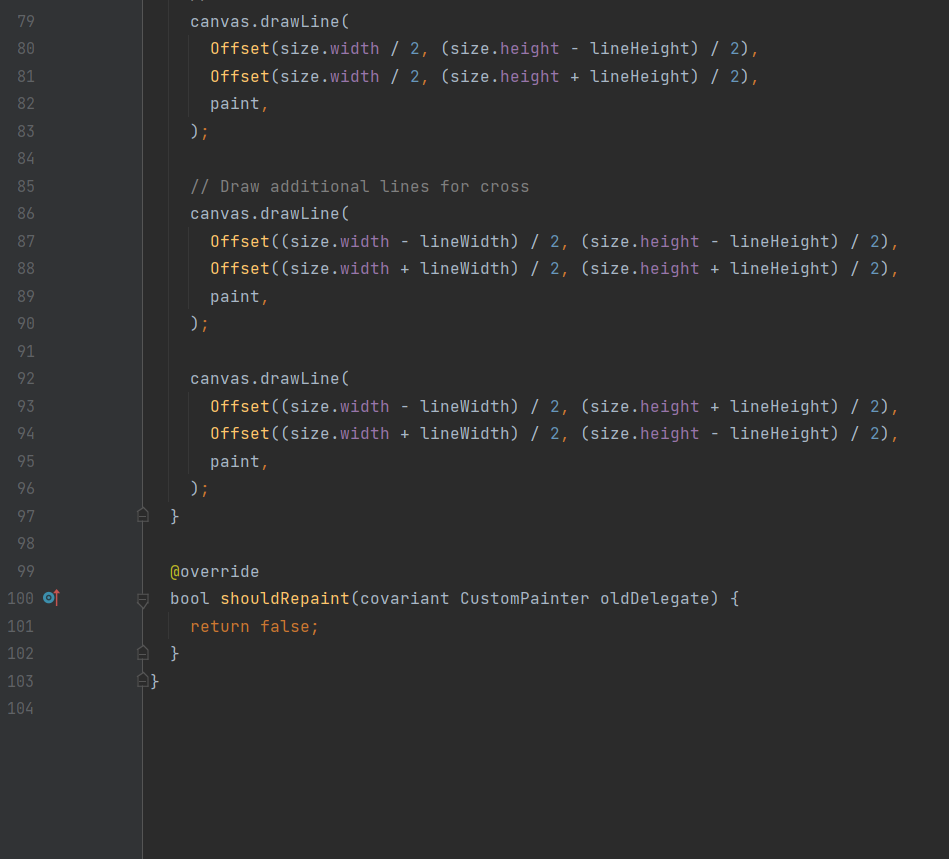 79 canvas.drawLine(
80 Offset(size.width / 2, (size.height - lineHeight) / 2),
81 Offset(size.width / 2, (size.height + lineHeight) / 2),
82 paint,
83 );
84
85 // Draw additional lines for cross
86 canvas.drawLine(
87 Offset((size.width - lineWidth) / 2, (size.height - lineHeight) / 2),
88 Offset((size.width + lineWidth) / 2, (size.height + lineHeight) / 2),
89 paint,
90 );
91
92 canvas.drawLine(
93 Offset((size.width - lineWidth) / 2, (size.height + lineHeight) / 2),
94 Offset((size.width + lineWidth) / 2, (size.height - lineHeight) / 2),
95 paint,
96 );
97 }
98
99 @override
100 bool shouldRepaint(covariant CustomPainter oldDelegate) {
101 return false;
102 }
103 }
104